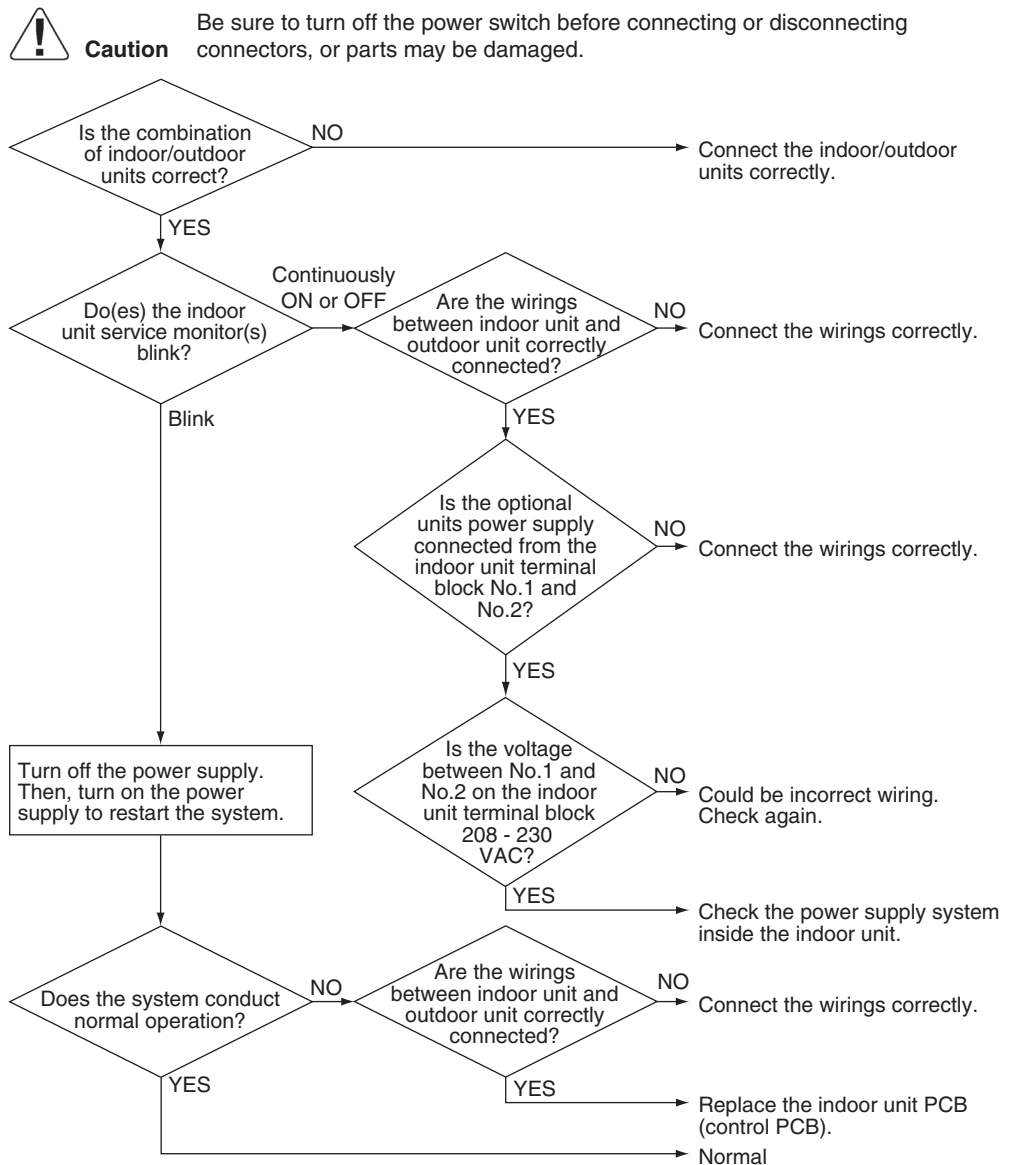 Be sure to turn off the power switch before connecting or disconnecting
Caution connectors, or parts may be damaged.
Is the combination
of indoor/outdoor
units correct?
NO
Connect the indoor/outdoor
units correctly.
YES
Do(es) the indoor
unit service monitor(s)
blink?
Continuously
ON or OFF
Are the wirings
between indoor unit and
outdoor unit correctly
connected?
NO
Connect the wirings correctly.
Blink
YES
Is the optional
units power supply
connected from the
indoor unit terminal
block No.1 and
No.2?
NO
Connect the wirings correctly.
YES
Is the voltage
between No.1 and
No.2 on the indoor
unit terminal block
208 - 230
VAC?
NO
Could be incorrect wiring.
Check again.
YES
Check the power supply system
inside the indoor unit.
Turn off the power supply.
Then, turn on the power
supply to restart the system.
Does the system conduct
normal operation?
NO
Are the wirings
between indoor unit and
outdoor unit correctly
connected?
NO
Connect the wirings correctly.
YES
Replace the indoor unit PCB
(control PCB).
YES
Normal